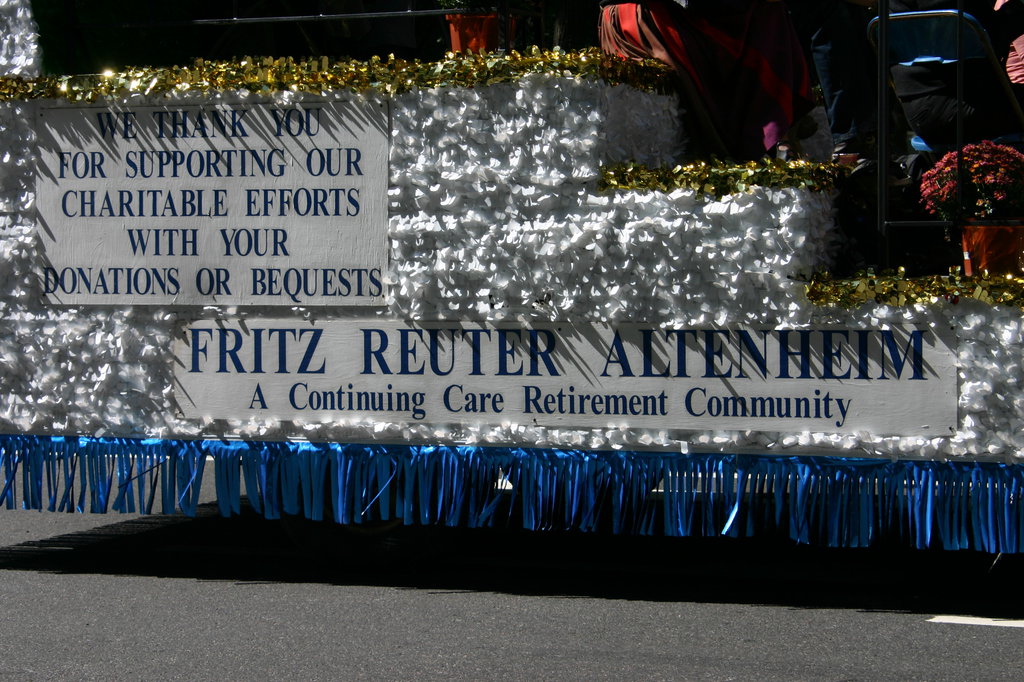 WE THANK YOU
FOR SUPPORTING OUR
CHARITABLE EFFORTS
WITH YOUR
DONATIONS OR BEQUESTS
FRITZ REUTER ALTENHEIM
A Continuing Care Retirement Community